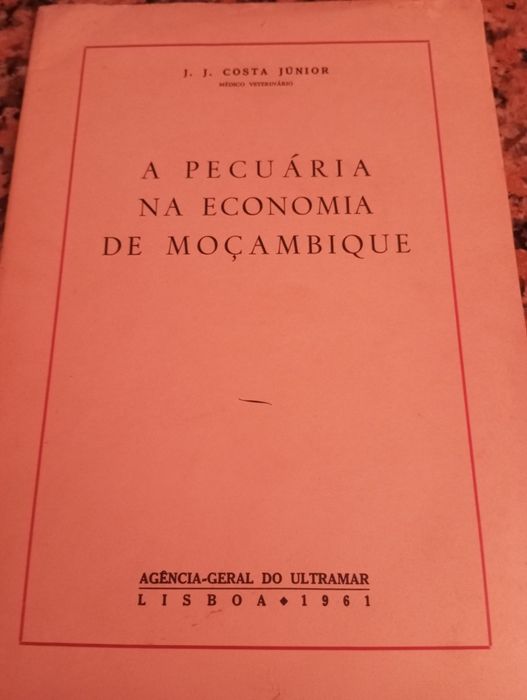 J. J. COSTA JÚNIOR
MÉDICO VETERINÁRIO
A PECUÁRIA
NA ECONOMIA
DE MOÇAMBIQUE
AGÊNCIA-GERAL DO ULTRAMAR
LISBOA ◆ 1961